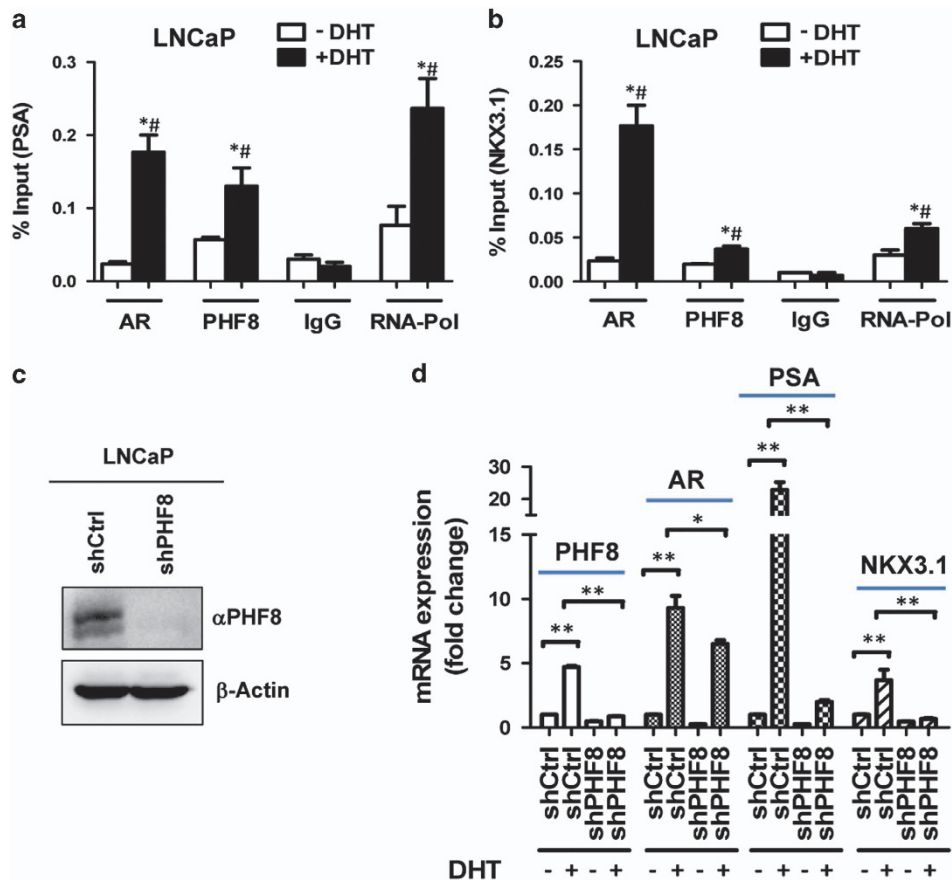 a
LNCaP
- DHT
+DHT
% Input (PSA)
0.3
0.2
0.1
0.0
*#
*#
*#
AR
PHF8
IgG
RNA-Pol
b
LNCaP
- DHT
+DHT
% Input (NKX3.1)
0.25
0.20
0.15
0.10
0.05
0.00
*#
*#
*#
AR
PHF8
IgG
RNA-Pol
c
LNCaP
shCtrl
shPHF8
αPHF8
β-Actin
d
mRNA expression
(fold change)
30
20
10
15
10
5
0
PHF8
**
**
AR
**
*
PSA
**
**
NKX3.1
**
**
shCtrl
shCtrl
shPHF8
shPHF8
shCtrl
shCtrl
shPHF8
shPHF8
shCtrl
shCtrl
shPHF8
shPHF8
shCtrl
shCtrl
shPHF8
shPHF8
DHT - + - + - + - + - + - + - + - +